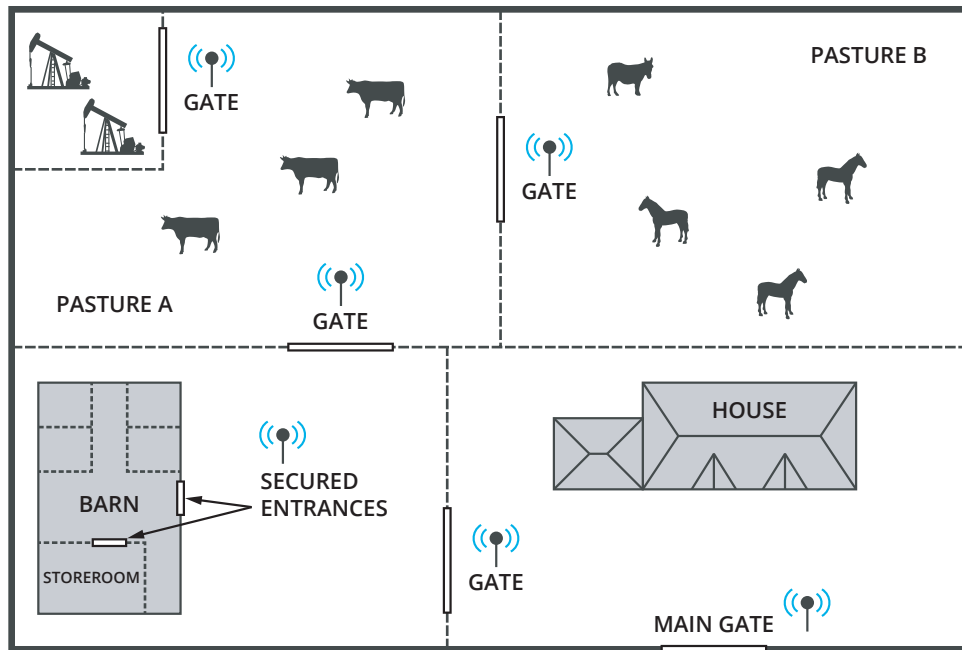 PASTURE B
GATE
GATE
PASTURE A
GATE
HOUSE
SECURED
ENTRANCES
BARN
STOREROOM
GATE
MAIN GATE